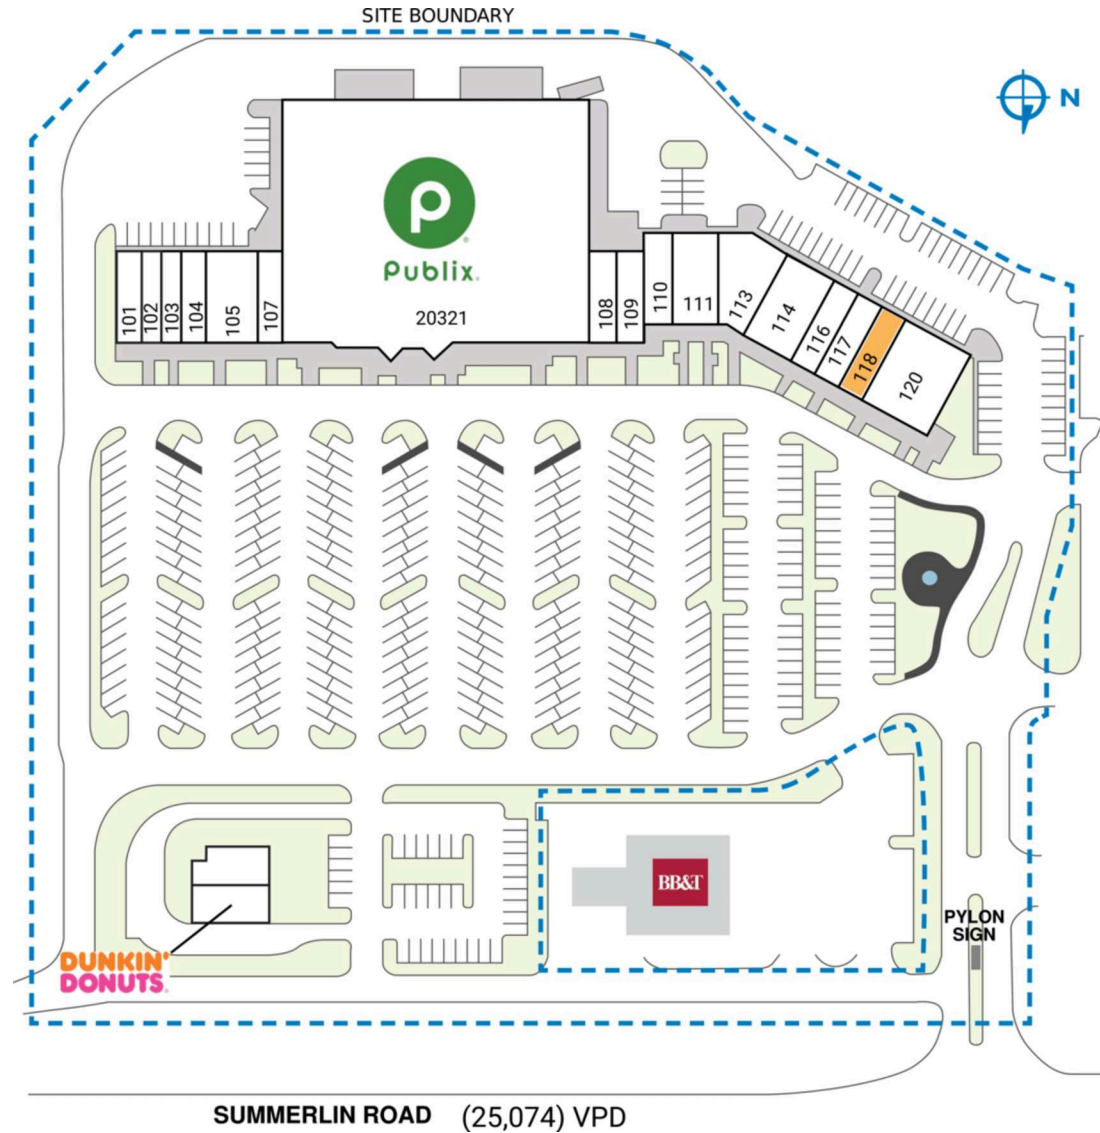 SITE BOUNDARY
N
Publix.
20321
101
102
103
104
105
107
108
109
110
111
113
114
116
117
118
120
BB&T
PYLON
SIGN
DUNKIN'
DONUTS.
SUMMERLIN ROAD (25,074) VPD